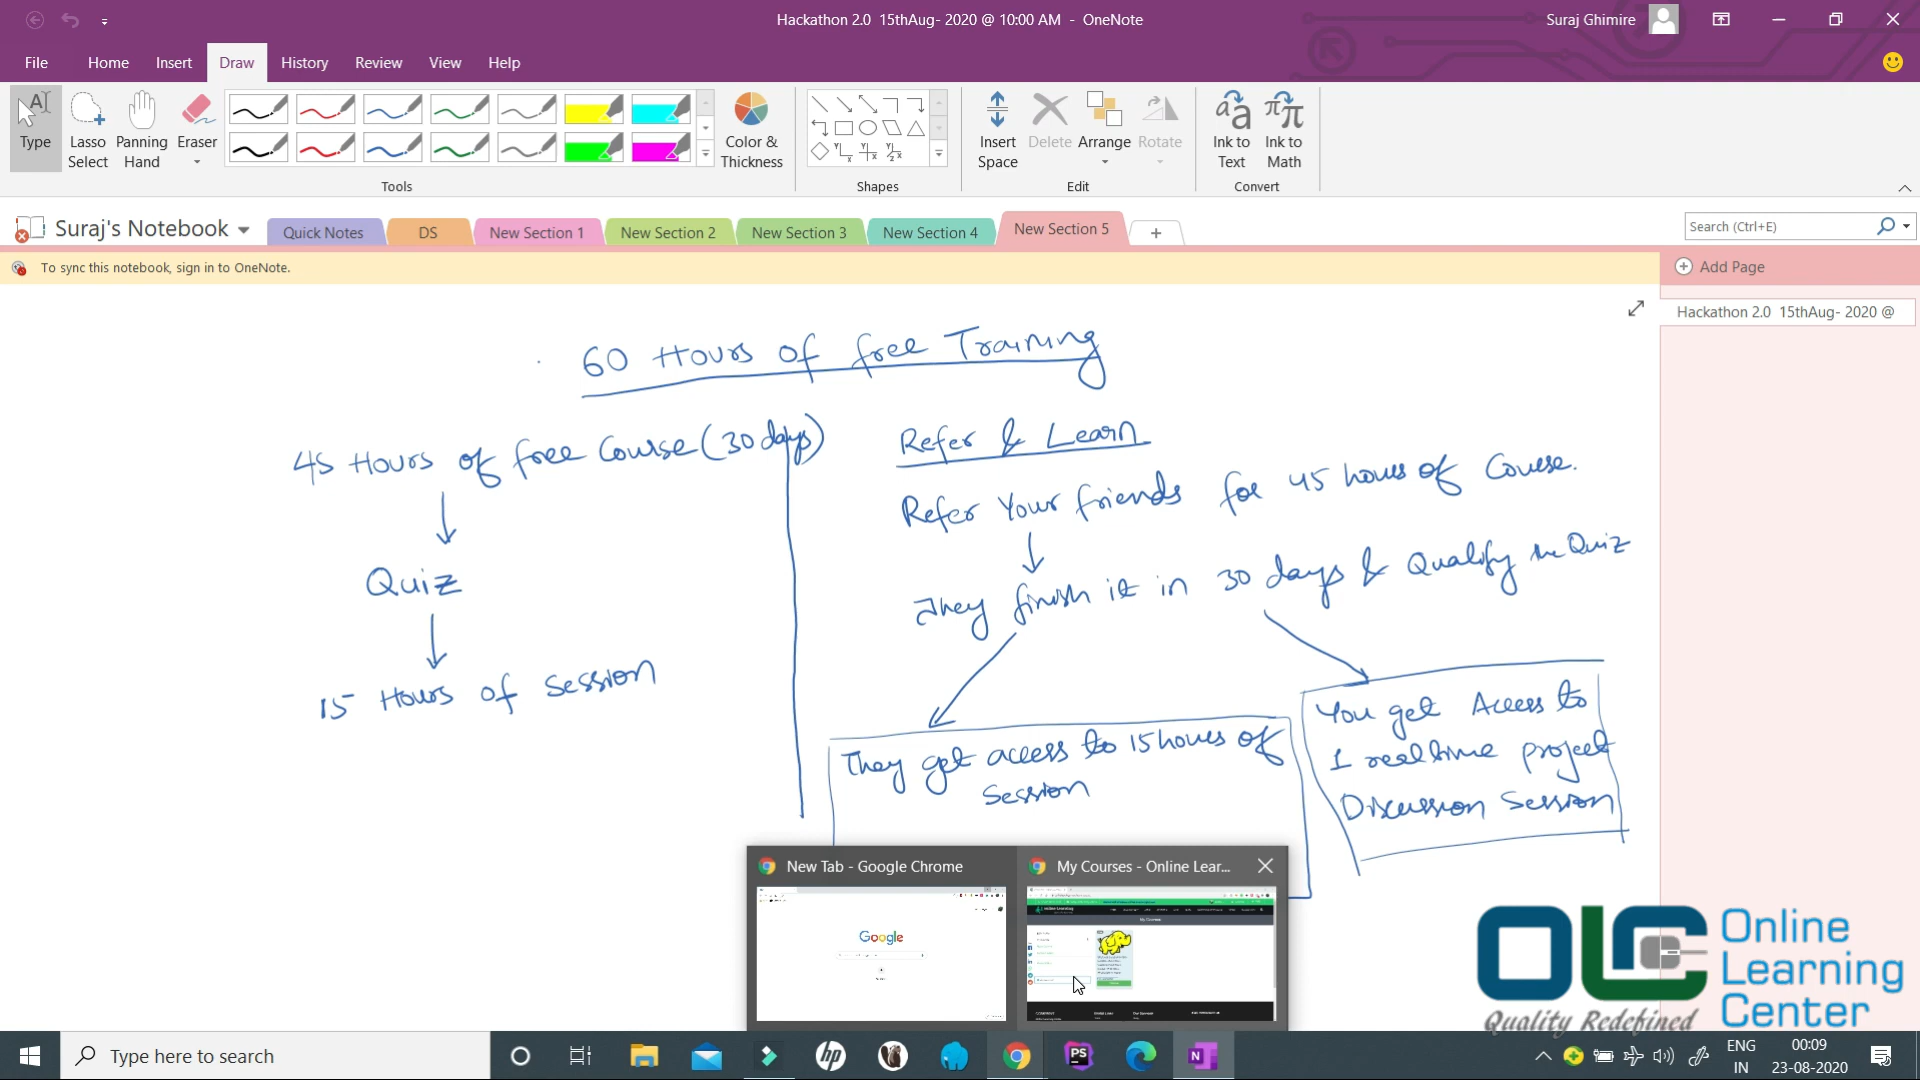 Hackathon 2.0  15thAug- 2020 @ 10:00 AM  -  OneNote
Suraj Ghimire
File Home Insert Draw History Review View Help
Type
Lasso Select
Panning Hand
Eraser
Color & Thickness
Insert Space
Delete
Arrange
Rotate
Ink to Text
Ink to Math
Tools
Shapes
Edit
Convert
Suraj's Notebook
Quick Notes
DS
New Section 1
New Section 2
New Section 3
New Section 4
New Section 5
Search (Ctrl+E)
To sync this notebook, sign in to OneNote.
Add Page
Hackathon 2.0  15thAug- 2020 @
60 Hours of free Training
45 Hours of free Course (30 days)
Quiz
15 Hours of Session
Refer & Learn
Refer Your friends for 45 hours of Course.
They finish it in 30 days & Qualify the Quiz
They get access to 15 hours of
Session
You get Access to
1 realtime project
Discussion Session
New Tab - Google Chrome
My Courses - Online Lear...
Google
My Courses
OLC
Online
Learning
Center
Quality Redefined
Type here to search
ENG
IN
00:09
23-08-2020